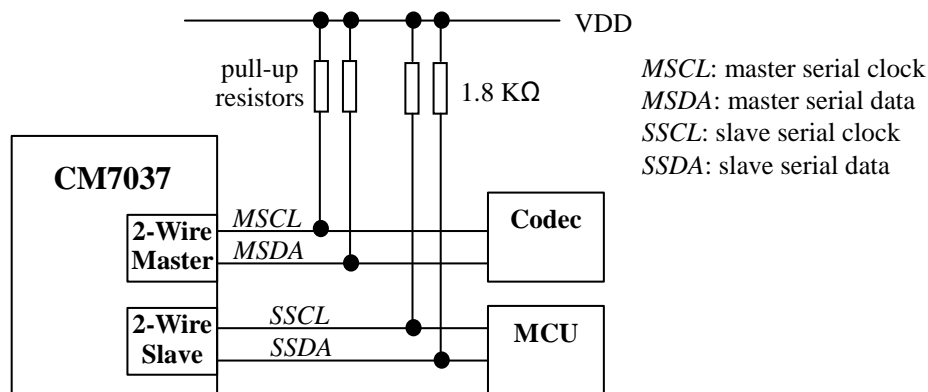 VDD
pull-up
resistors
1.8 KΩ
MSCL: master serial clock
MSDA: master serial data
SSCL: slave serial clock
SSDA: slave serial data
CM7037
2-Wire
Master
MSCL
MSDA
Codec
2-Wire
Slave
SSCL
SSDA
MCU